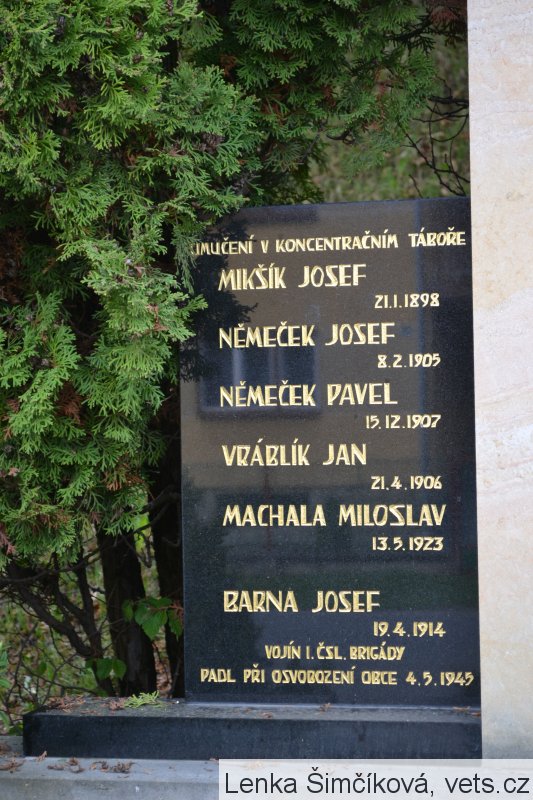 UMUČENÍ V KONCENTRAČNÍM TÁBOŘE
MIKŠÍK JOSEF
21.1.1898
NĚMEČEK JOSEF
8.2.1905
NĚMEČEK PAVEL
15.12.1907
VRÁBLÍK JAN
21.4.1906
MACHALA MILOSLAV
13.5.1923
BARNA JOSEF
19.4.1914
VOJÍN I. ČSL. BRIGÁDY
PADL PŘI OSVOBOZENÍ OBCE 4.5.1945
Lenka Šimčíková, vets.cz